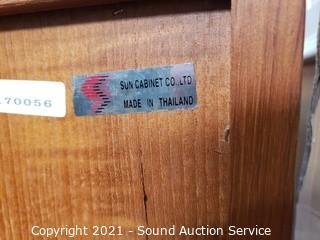 SUN CABINET CO.,LTD
MADE IN THAILAND
.70056
Copyright 2021 - Sound Auction Service